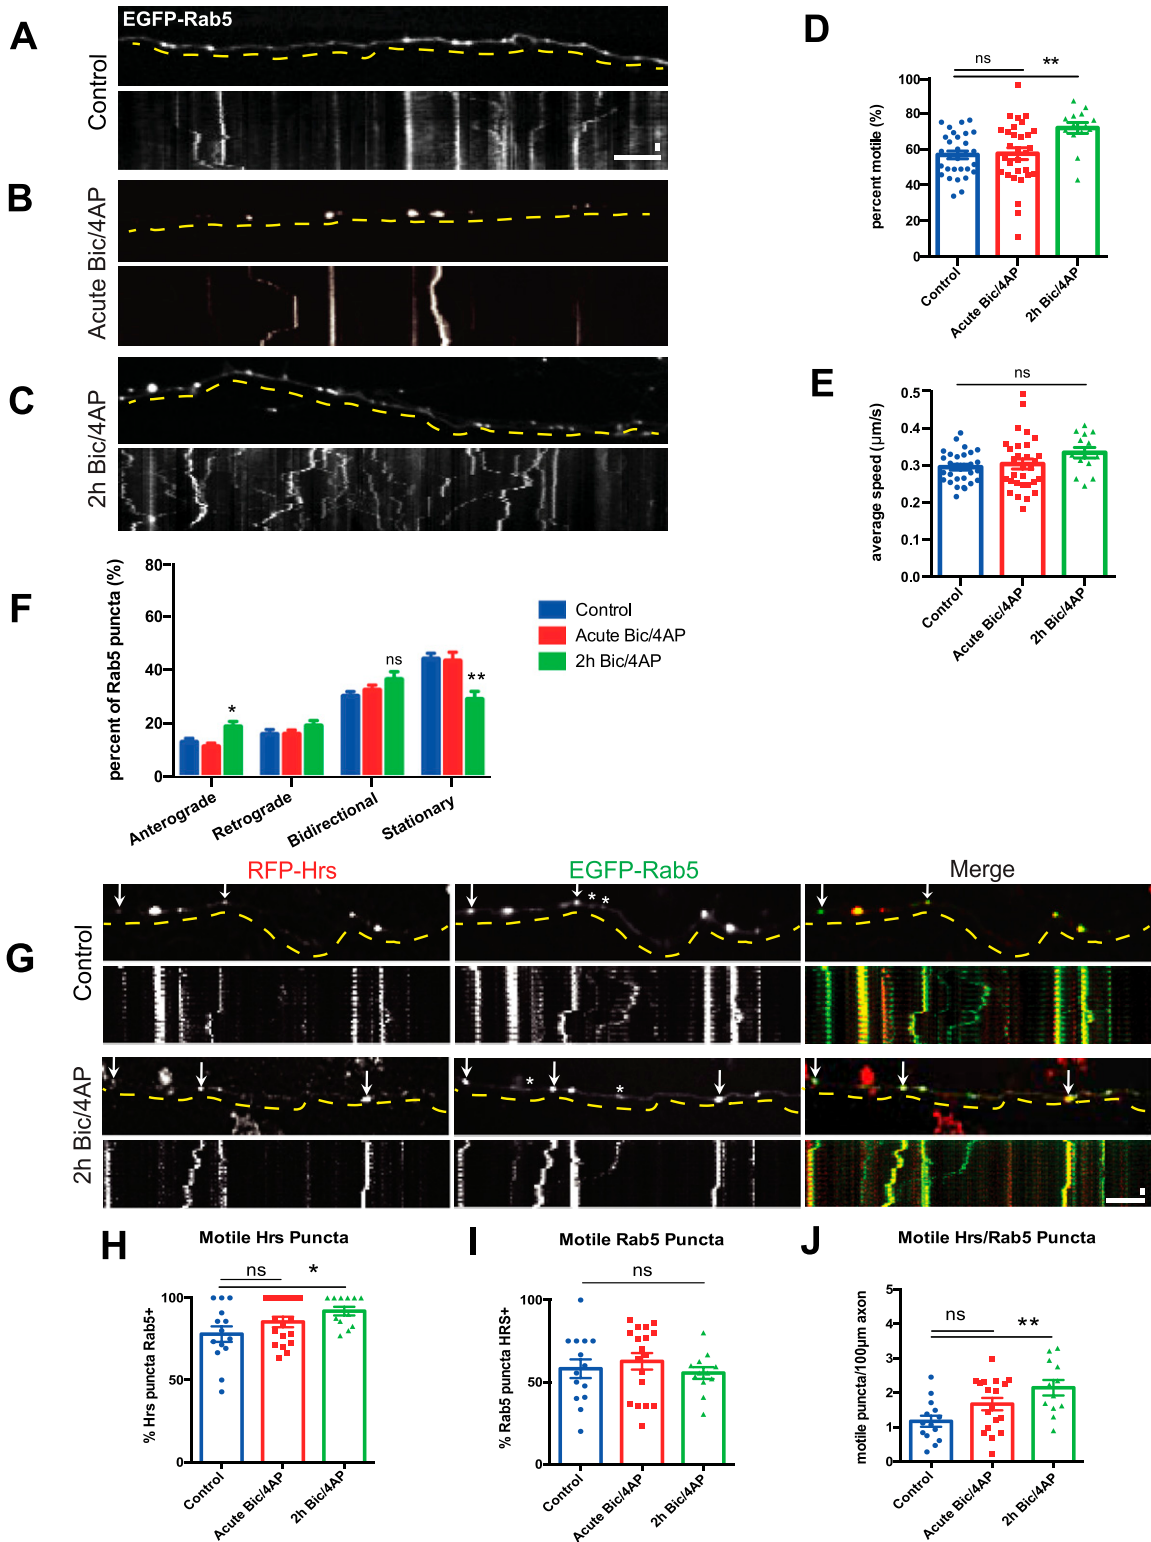 A
EGFP-Rab5
Control
B
Acute Bic/4AP
C
2h Bic/4AP
D
ns
**
percent motile (%)
100
80
60
40
20
0
Control
Acute Bic/4AP
2h Bic/4AP
E
ns
average speed (μm/s)
0.5
0.4
0.3
0.2
0.1
0.0
Control
Acute Bic/4AP
2h Bic/4AP
F
percent of Rab5 puncta (%)
80
60
40
20
0
*
ns
**
Anterograde
Retrograde
Bidirectional
Stationary
Control
Acute Bic/4AP
2h Bic/4AP
G
RFP-Hrs
EGFP-Rab5
Merge
Control
* *
2h Bic/4AP
* *
H
Motile Hrs Puncta
ns
*
% Hrs puncta Rab5+
100
50
0
Control
Acute Bic/4AP
2h Bic/4AP
I
Motile Rab5 Puncta
ns
% Rab5 puncta HRS+
100
50
0
Control
Acute Bic/4AP
2h Bic/4AP
J
Motile Hrs/Rab5 Puncta
ns
**
motile puncta/100μm axon
5
4
3
2
1
0
Control
Acute Bic/4AP
2h Bic/4AP